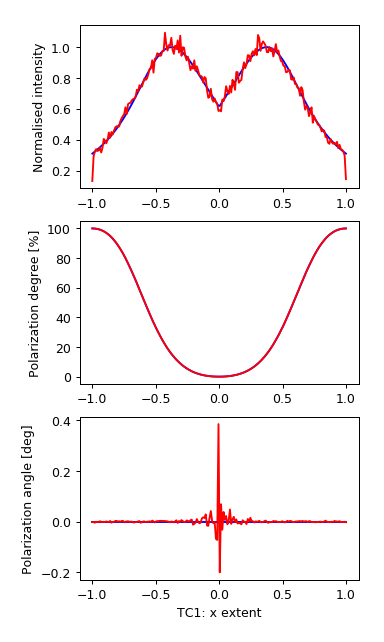 Normalised intensity
1.0
0.8
0.6
0.4
0.2
−1.0 −0.5 0.0 0.5 1.0
Polarization degree [%]
100
80
60
40
20
0
−1.0 −0.5 0.0 0.5 1.0
Polarization angle [deg]
0.4
0.2
0.0
−0.2
−1.0 −0.5 0.0 0.5 1.0
TC1: x extent